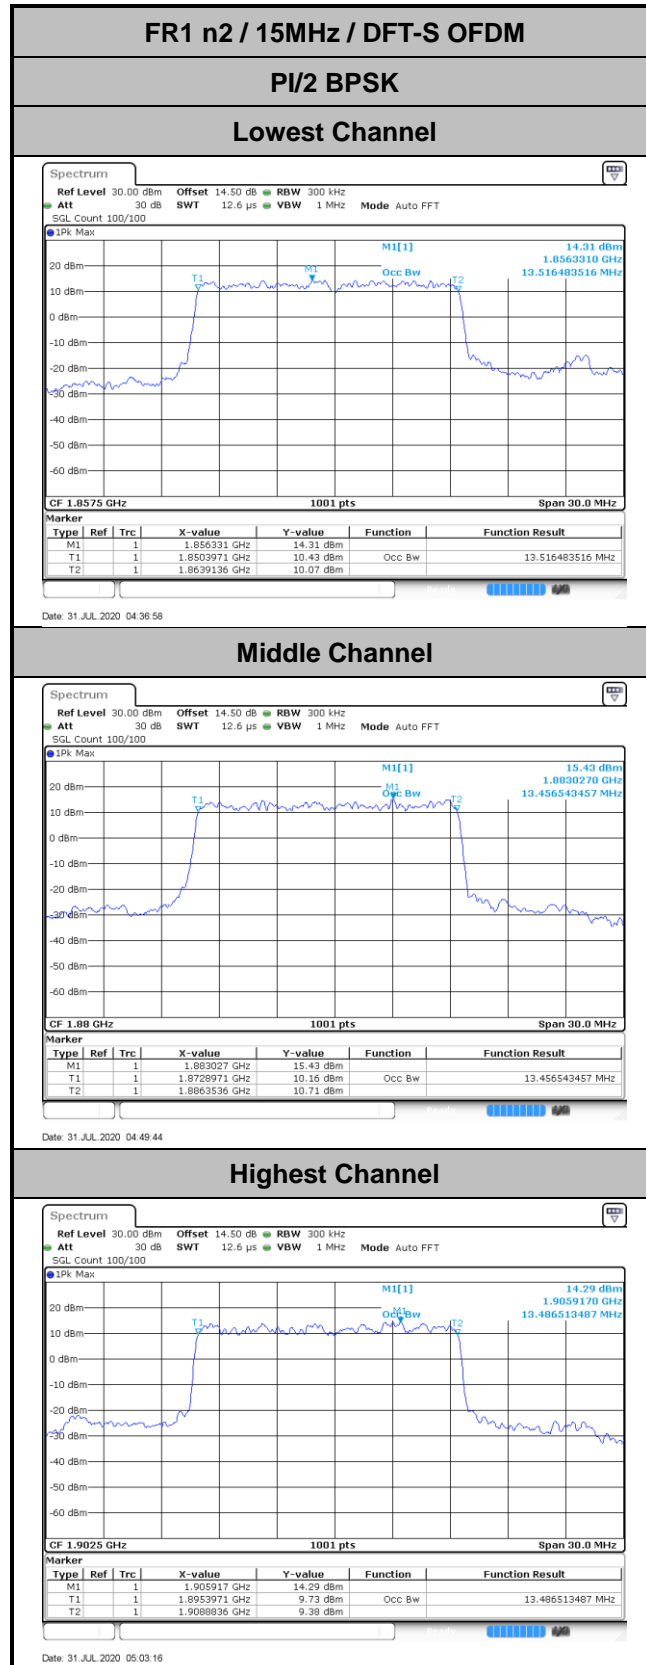 FR1 n2 / 15MHz / DFT-S OFDM
PI/2 BPSK
Lowest Channel
Spectrum
Ref Level 30.00 dBm Offset 14.50 dB RBW 300 kHz
Att 30 dB SWT 12.6 µs VBW 1 MHz Mode Auto FFT
SGL Count 100/100
1Pk Max
M1[1] 14.31 dBm
1.8563310 GHz
20 dBm
M1
Occ Bw 13.516483516 MHz
T1
T2
10 dBm
0 dBm
-10 dBm
-20 dBm
-30 dBm
-40 dBm
-50 dBm
-60 dBm
CF 1.8575 GHz 1001 pts Span 30.0 MHz
Marker
Type Ref Trc X-value Y-value Function Function Result
M1 1 1.856331 GHz 14.31 dBm
T1 1 1.8503971 GHz 10.43 dBm Occ Bw 13.516483516 MHz
T2 1 1.8639136 GHz 10.07 dBm
Date: 31.JUL.2020 04:36:58
Middle Channel
Spectrum
Ref Level 30.00 dBm Offset 14.50 dB RBW 300 kHz
Att 30 dB SWT 12.6 µs VBW 1 MHz Mode Auto FFT
SGL Count 100/100
1Pk Max
M1[1] 15.43 dBm
1.8830270 GHz
20 dBm
M1
Occ Bw 13.456543457 MHz
T1
T2
10 dBm
0 dBm
-10 dBm
-20 dBm
-30 dBm
-40 dBm
-50 dBm
-60 dBm
CF 1.88 GHz 1001 pts Span 30.0 MHz
Marker
Type Ref Trc X-value Y-value Function Function Result
M1 1 1.883027 GHz 15.43 dBm
T1 1 1.8728971 GHz 10.16 dBm Occ Bw 13.456543457 MHz
T2 1 1.8863536 GHz 10.71 dBm
Date: 31.JUL.2020 04:49:44
Highest Channel
Spectrum
Ref Level 30.00 dBm Offset 14.50 dB RBW 300 kHz
Att 30 dB SWT 12.6 µs VBW 1 MHz Mode Auto FFT
SGL Count 100/100
1Pk Max
M1[1] 14.29 dBm
1.9059170 GHz
20 dBm
M1
Occ Bw 13.486513487 MHz
T1
T2
10 dBm
0 dBm
-10 dBm
-20 dBm
-30 dBm
-40 dBm
-50 dBm
-60 dBm
CF 1.9025 GHz 1001 pts Span 30.0 MHz
Marker
Type Ref Trc X-value Y-value Function Function Result
M1 1 1.905917 GHz 14.29 dBm
T1 1 1.8953971 GHz 9.73 dBm Occ Bw 13.486513487 MHz
T2 1 1.9088836 GHz 9.38 dBm
Date: 31.JUL.2020 05:03:16